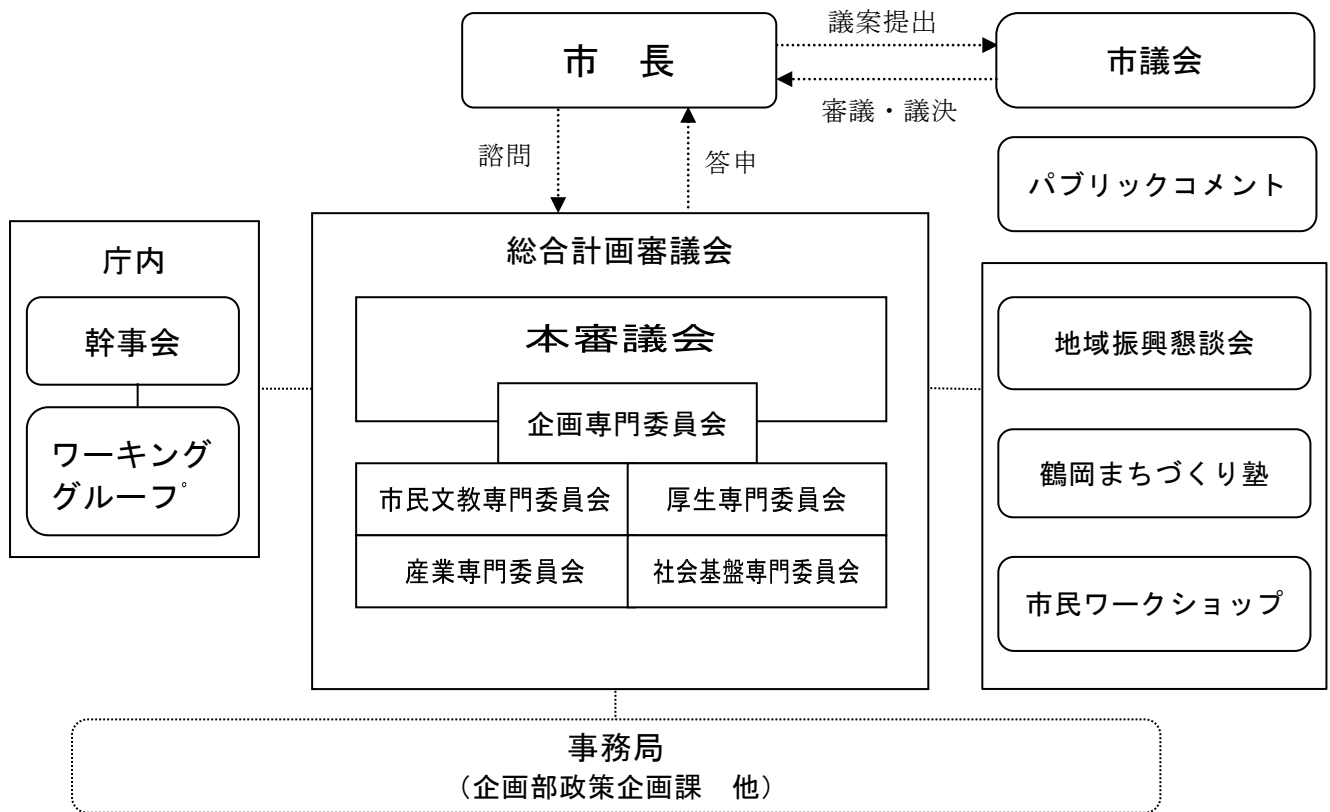 市　長
議案提出
市議会
審議・議決
諮問
答申
パブリックコメント
庁内
幹事会
ワーキング
グループ
総合計画審議会
本審議会
企画専門委員会
市民文教専門委員会
厚生専門委員会
産業専門委員会
社会基盤専門委員会
地域振興懇談会
鶴岡まちづくり塾
市民ワークショップ
事務局
（企画部政策企画課　他）